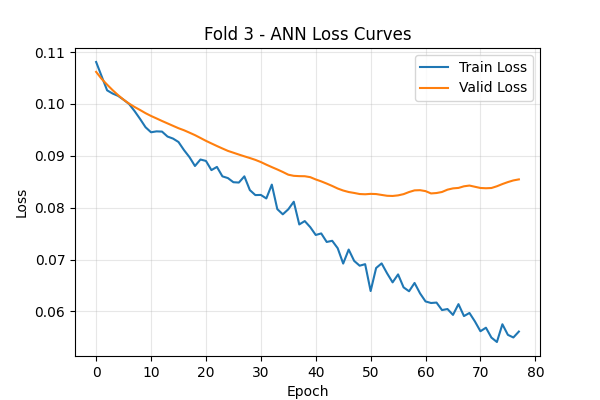 Fold 3 - ANN Loss Curves
Train Loss
Valid Loss
0.11
0.10
0.09
0.08
0.07
0.06
Loss
0 10 20 30 40 50 60 70 80
Epoch